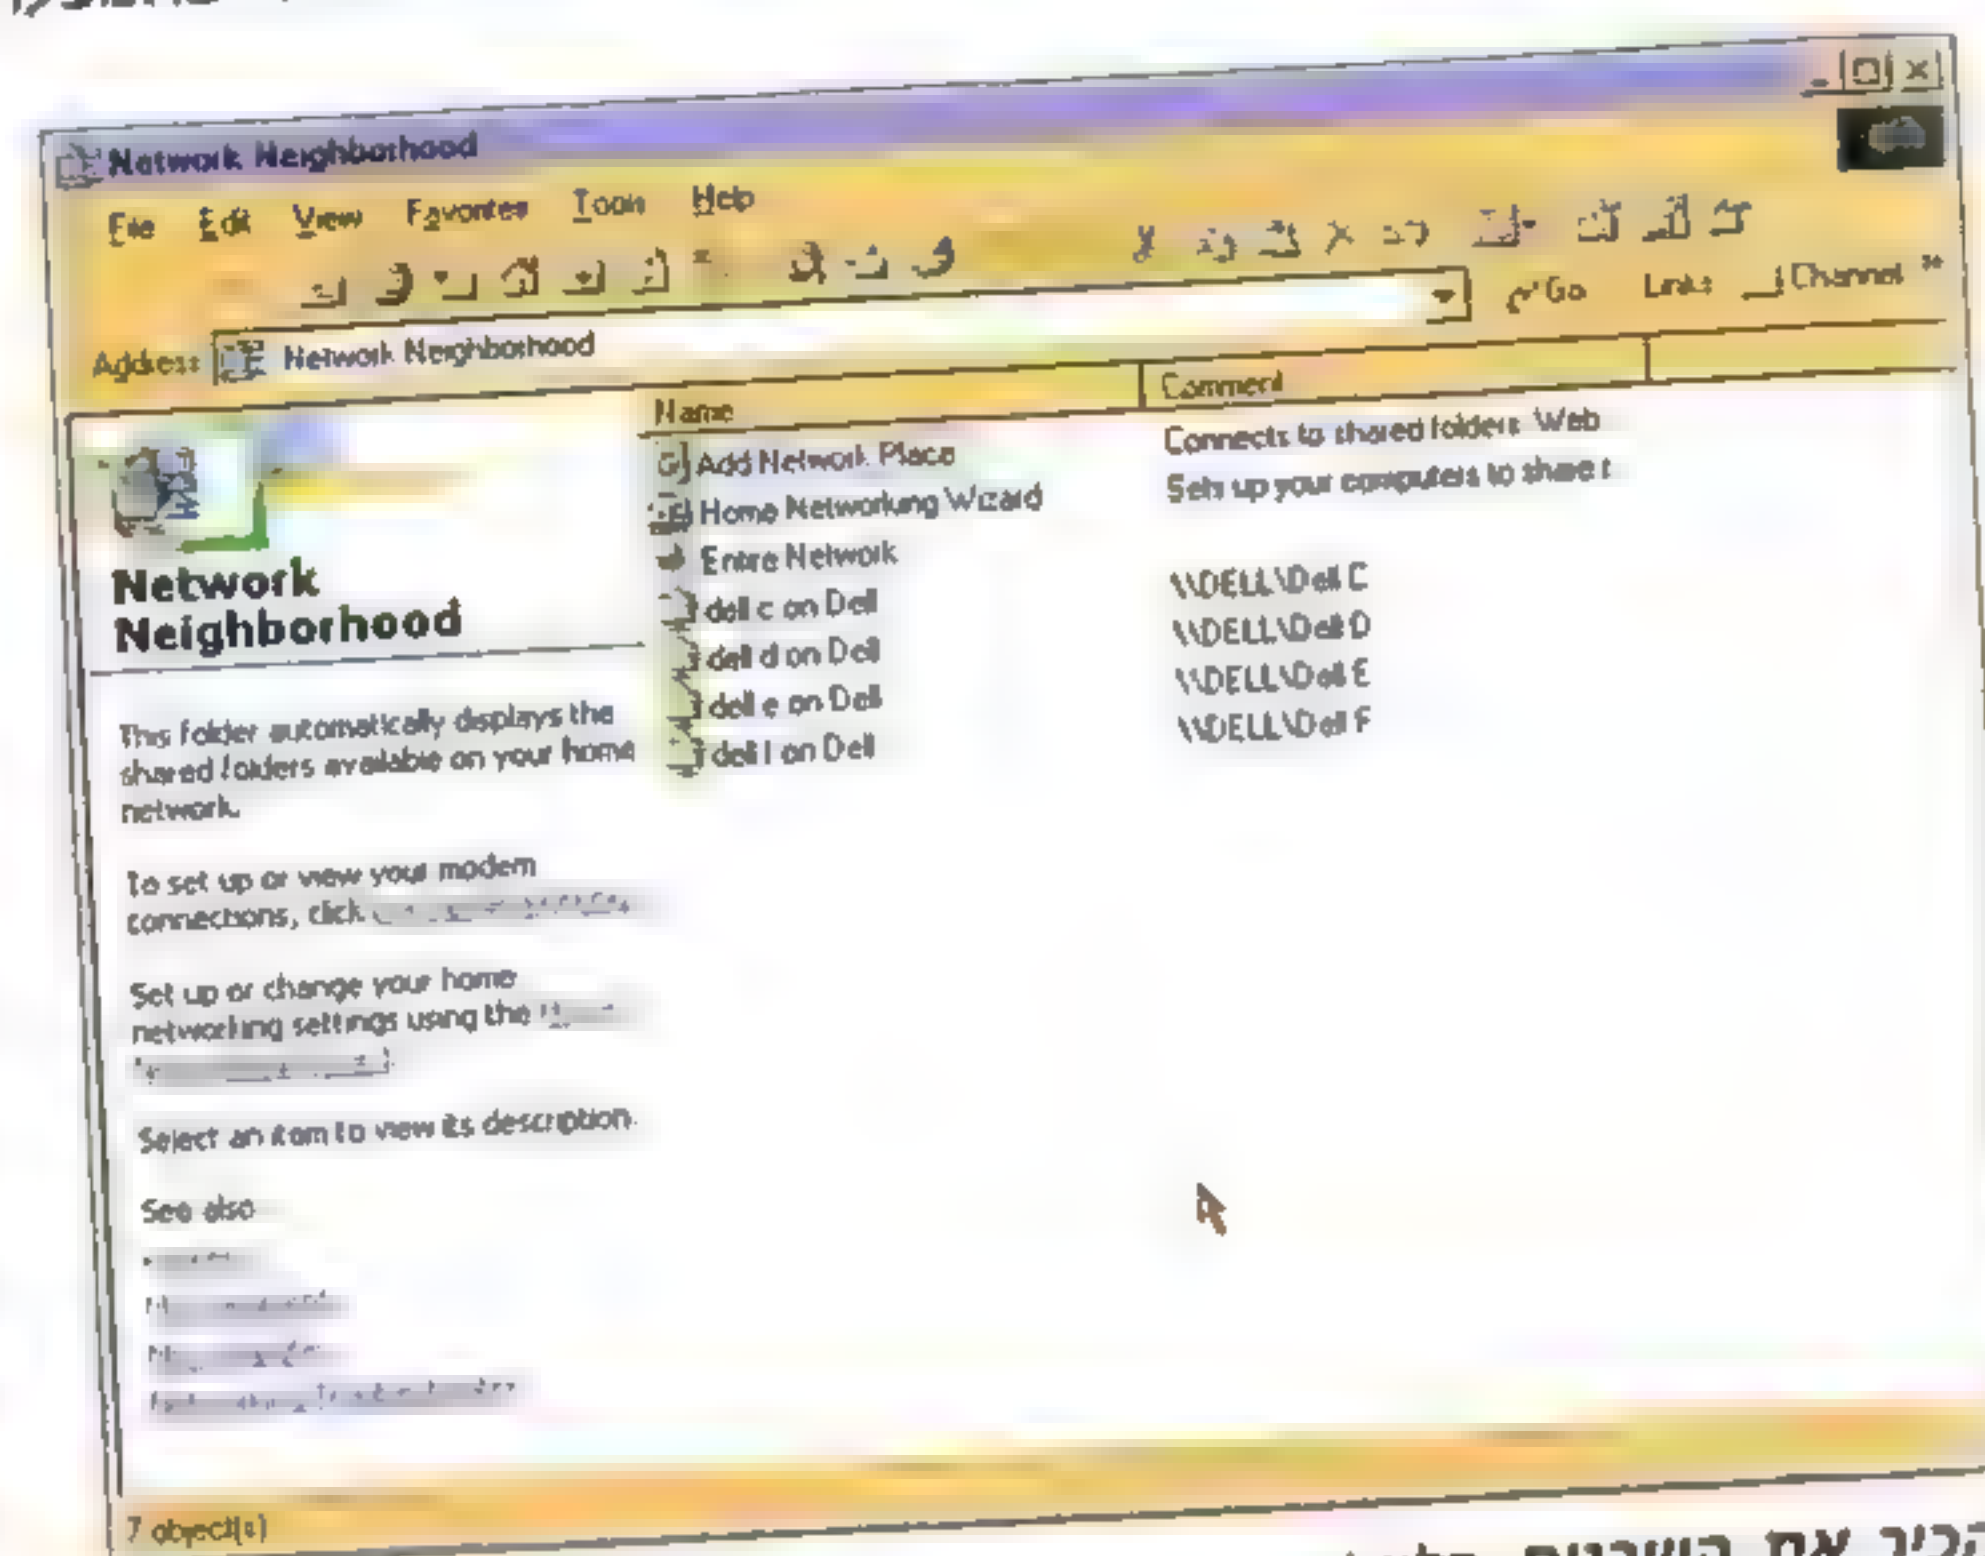 Network Neighborhood
File Edit View Favorites Tools Help
Address Network Neighborhood Go Links Channel »
Name Comment
Add Network Place Connects to shared folders Web
Home Networking Wizard Sets up your computers to share t
Entire Network
dell c on Dell \\DELL\Dell C
dell d on Dell \\DELL\Dell D
dell e on Dell \\DELL\Dell E
dell f on Dell \\DELL\Dell F
Network
Neighborhood
This folder automatically displays the
shared folders available on your home
network.
To set up or view your modem
connections, click
Set up or change your home
networking settings using the
Select an item to view its description.
See also
7 object(s)
את השכנים